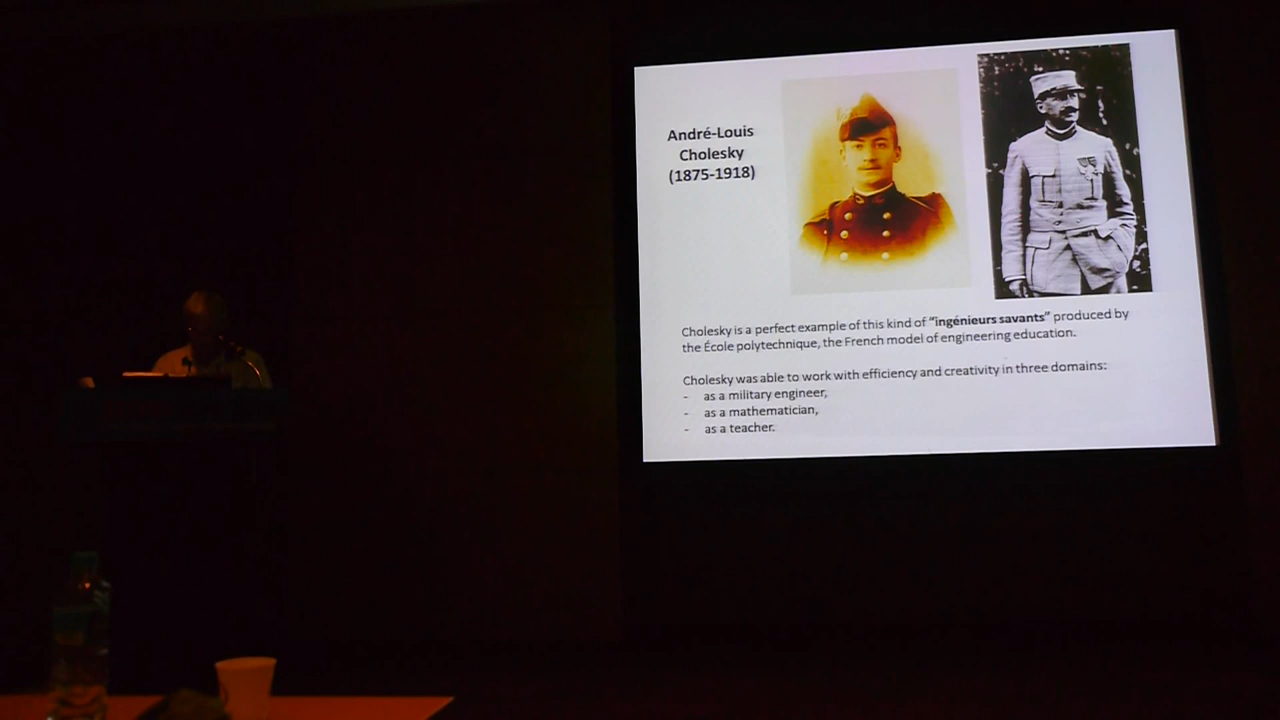 André-Louis
Cholesky
(1875-1918)
Cholesky is a perfect example of this kind of “ingénieurs savants” produced by
the École polytechnique, the French model of engineering education.
Cholesky was able to work with efficiency and creativity in three domains:
- as a military engineer,
- as a mathematician,
- as a teacher.